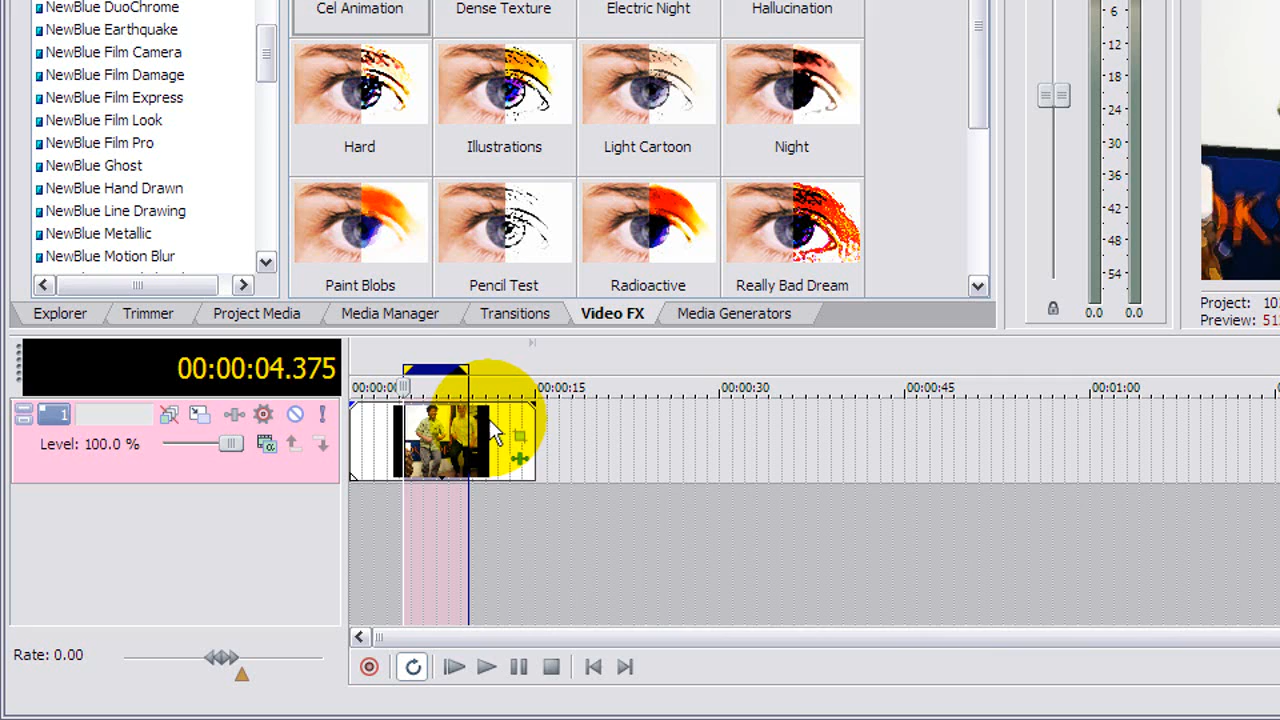 NewBlue DuoChrome
NewBlue Earthquake
NewBlue Film Camera
NewBlue Film Damage
NewBlue Film Express
NewBlue Film Look
NewBlue Film Pro
NewBlue Ghost
NewBlue Hand Drawn
NewBlue Line Drawing
NewBlue Metallic
NewBlue Motion Blur
Cel Animation Dense Texture Electric Night Hallucination
Hard Illustrations Light Cartoon Night
Paint Blobs Pencil Test Radioactive Really Bad Dream
6
12
18
24
30
36
42
48
54
0.0 0.0
Project: 10
Preview: 51
Explorer Trimmer Project Media Media Manager Transitions Video FX Media Generators
00:00:04.375
00:00:0 00:00:15 00:00:30 00:00:45 00:01:00
1
Level: 100.0 %
Rate: 0.00